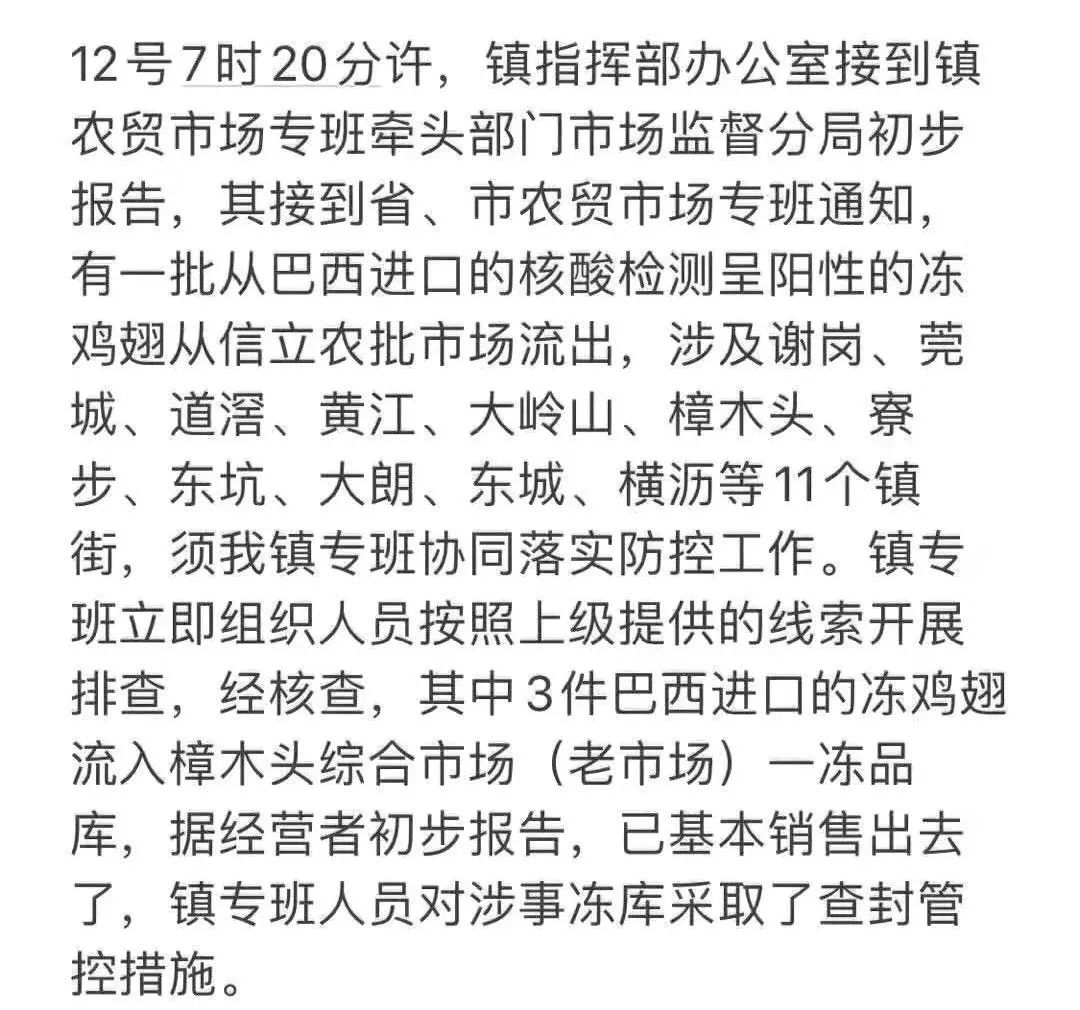 12号7时20分许，镇指挥部办公室接到镇
农贸市场专班牵头部门市场监督分局初步
报告，其接到省、市农贸市场专班通知，
有一批从巴西进口的核酸检测呈阳性的冻
鸡翅从信立农批市场流出，涉及谢岗、莞
城、道滘、黄江、大岭山、樟木头、寮
步、东坑、大朗、东城、横沥等11个镇
街，须我镇专班协同落实防控工作。镇专
班立即组织人员按照上级提供的线索开展
排查，经核查，其中3件巴西进口的冻鸡翅
流入樟木头综合市场（老市场）一冻品
库，据经营者初步报告，已基本销售出去
了，镇专班人员对涉事冻库采取了查封管
控措施。